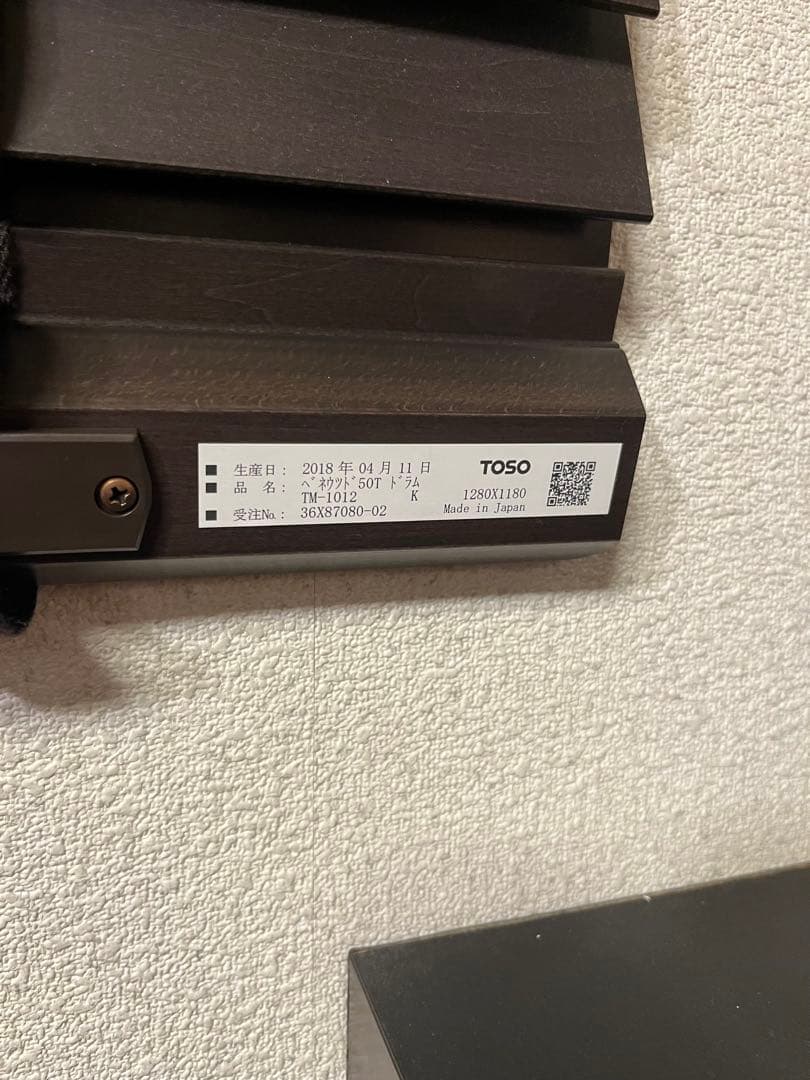 ■ 生産日： 2018 年 04 月 11 日
TOSO
■ 品 名： ﾍﾞﾈｳｯﾄﾞ50T ﾄﾞﾗﾑ
TM-1012 K 1280X1180
■ 受注No.： 36X87080-02 Made in Japan